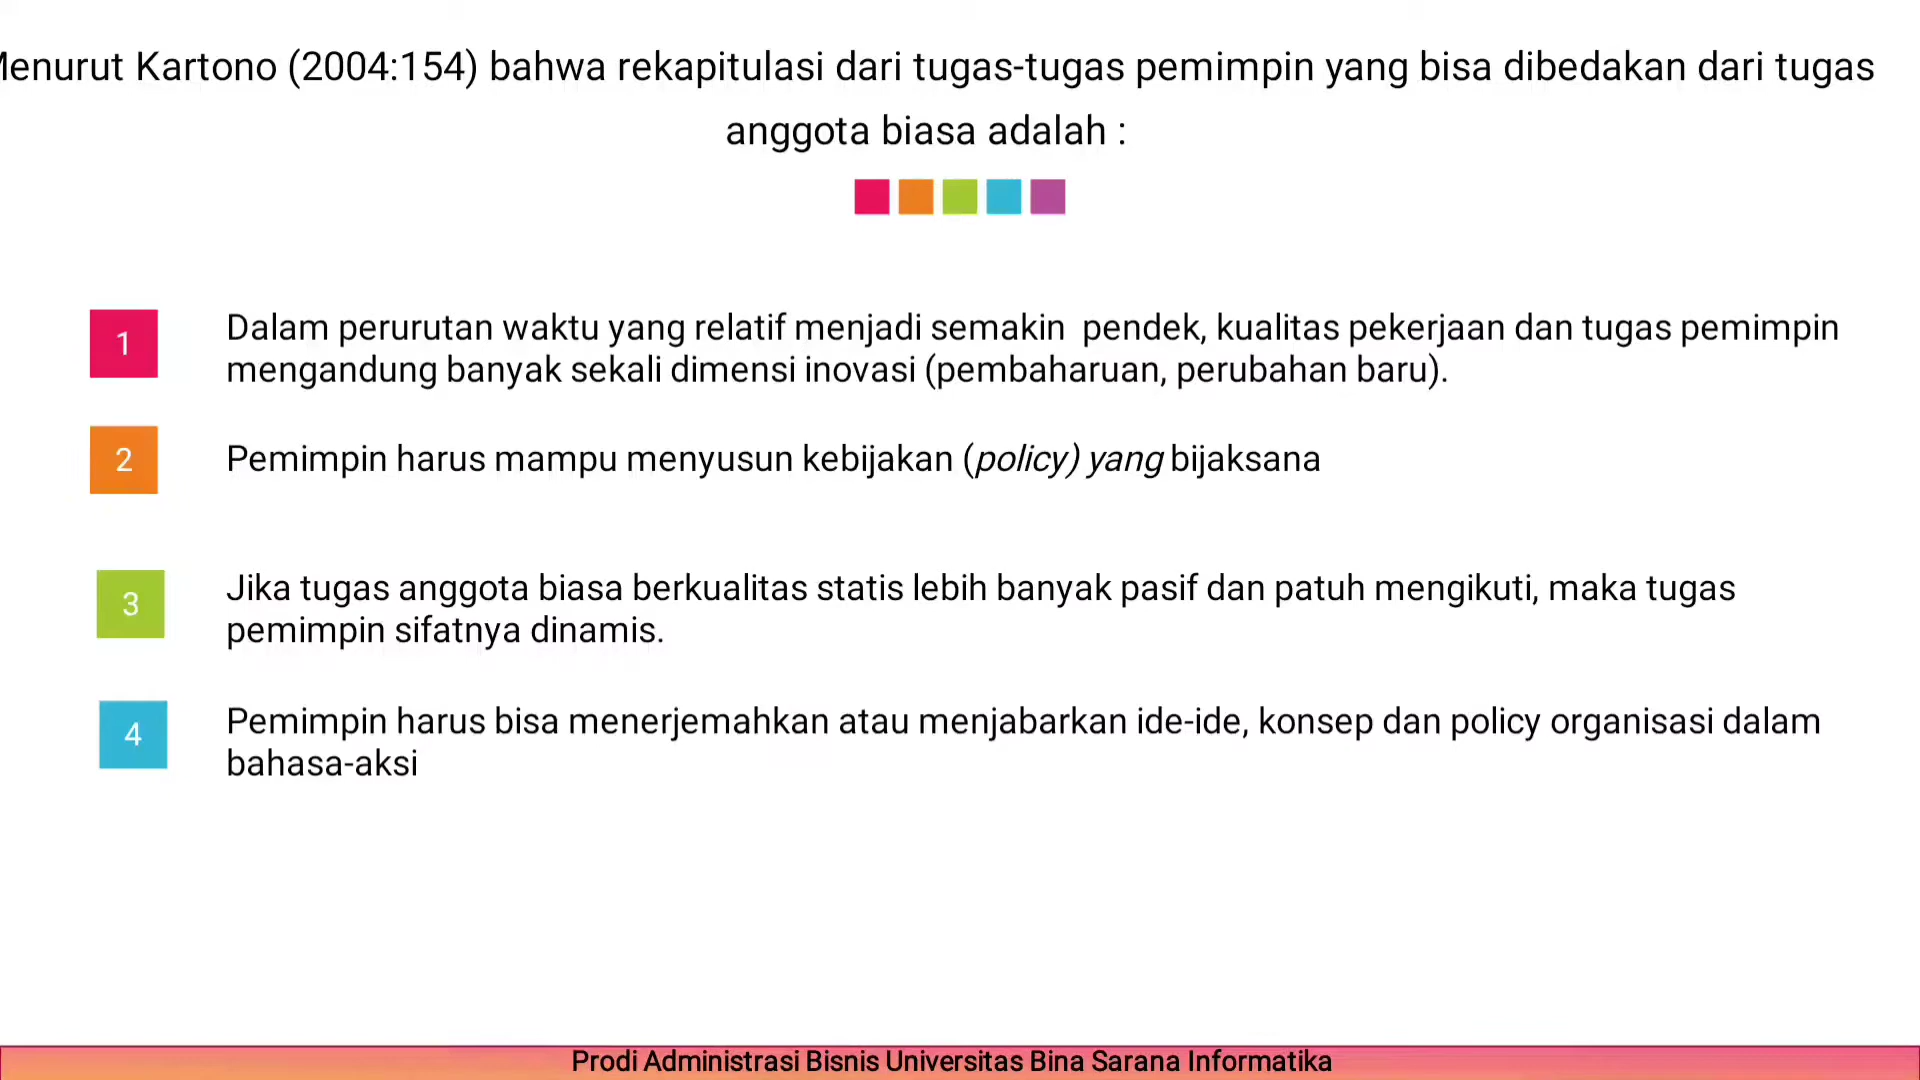 Menurut Kartono (2004:154) bahwa rekapitulasi dari tugas-tugas pemimpin yang bisa dibedakan dari tugas
anggota biasa adalah :
1
Dalam perurutan waktu yang relatif menjadi semakin pendek, kualitas pekerjaan dan tugas pemimpin
mengandung banyak sekali dimensi inovasi (pembaharuan, perubahan baru).
2
Pemimpin harus mampu menyusun kebijakan (policy) yang bijaksana
3
Jika tugas anggota biasa berkualitas statis lebih banyak pasif dan patuh mengikuti, maka tugas
pemimpin sifatnya dinamis.
4
Pemimpin harus bisa menerjemahkan atau menjabarkan ide-ide, konsep dan policy organisasi dalam
bahasa-aksi
Prodi Administrasi Bisnis Universitas Bina Sarana Informatika